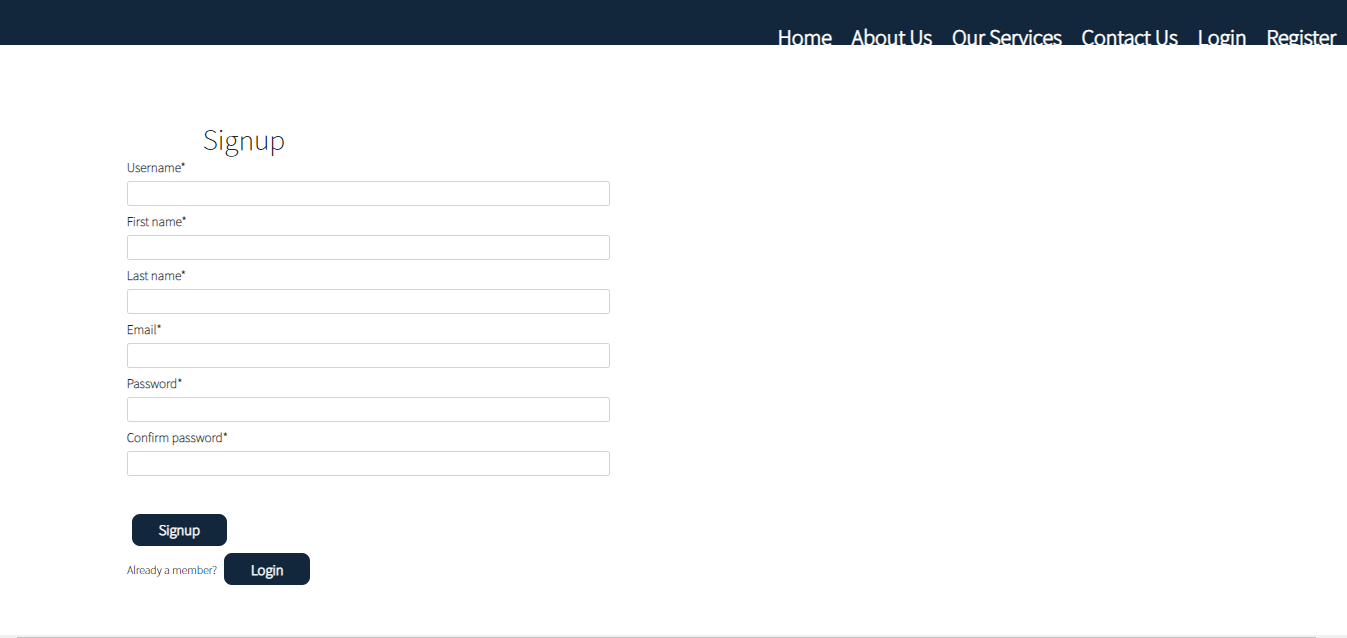 Home About Us Our Services Contact Us Login Register
Signup
Username*
First name*
Last name*
Email*
Password*
Confirm password*
Signup
Already a member? Login